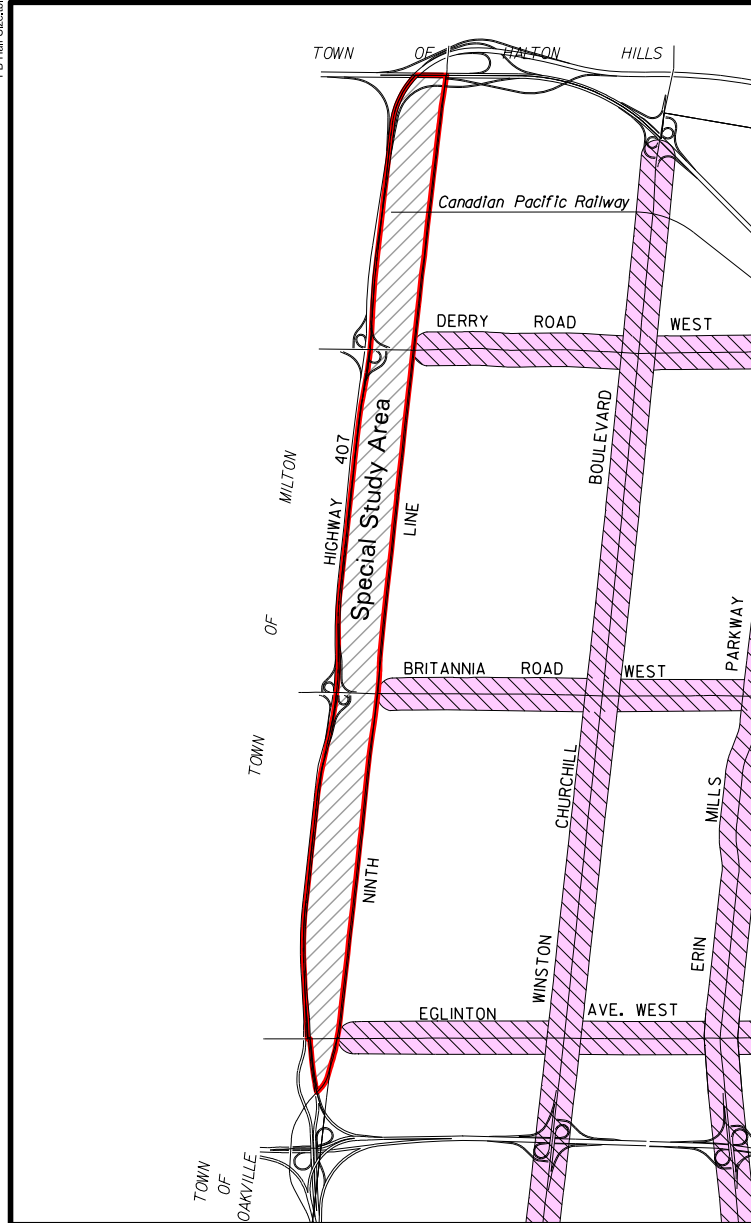 TOWN OF HALTON HILLS
Canadian Pacific Railway
DERRY ROAD WEST
BOULEVARD
HIGHWAY 407
Special Study Area
LINE
MILTON
OF
TOWN
BRITANNIA ROAD WEST
PARKWAY
CHURCHILL
MILLS
NINTH
WINSTON
ERIN
EGLINTON AVE. WEST
TOWN
OF
OAKVILLE